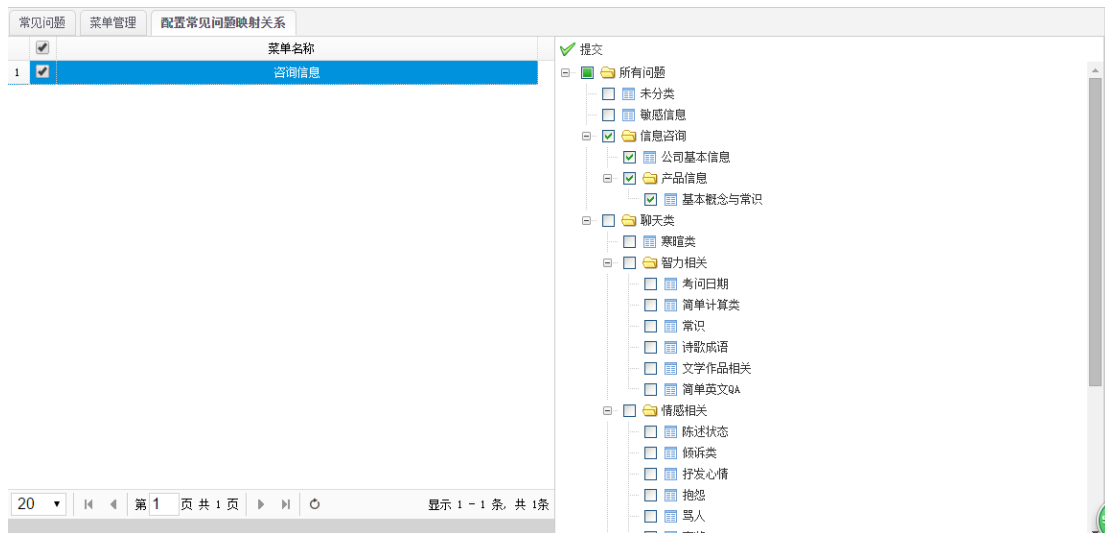 常见问题 菜单管理 配置常见问题映射关系
菜单名称
1 咨询信息
20 第 1 页 共 1 页 显示 1 - 1 条, 共 1条
提交
所有问题
未分类
敏感信息
信息咨询
公司基本信息
产品信息
基本概念与常识
聊天类
寒暄类
智力相关
考问日期
简单计算类
常识
诗歌成语
文学作品相关
简单英文QA
情感相关
陈述状态
倾诉类
抒发心情
抱怨
骂人